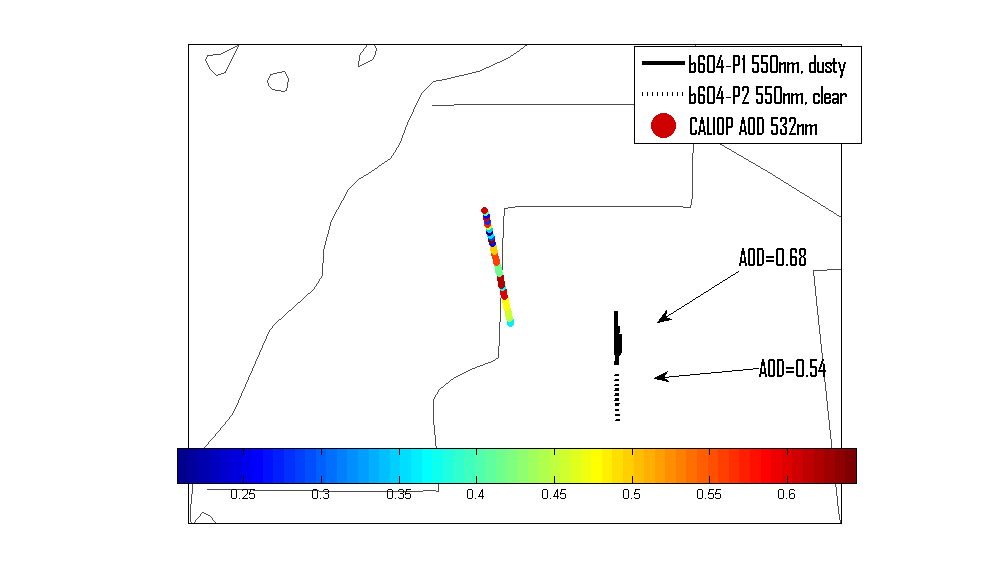 b604-P1 550nm, dusty
b604-P2 550nm, clear
CALIOP AOD 532nm
AOD=0.68
AOD=0.54
0.25 0.3 0.35 0.4 0.45 0.5 0.55 0.6